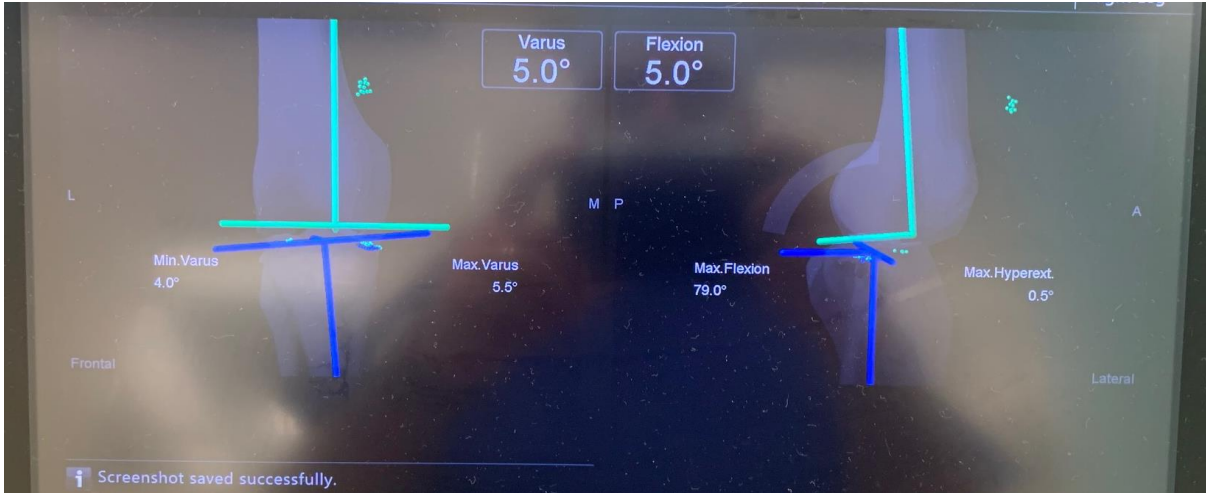 Varus
5.0°
Flexion
5.0°
L
M
P
A
Min.Varus
4.0°
Max.Varus
5.5°
Max.Flexion
79.0°
Max.Hyperext.
0.5°
Frontal
Lateral
i Screenshot saved successfully.